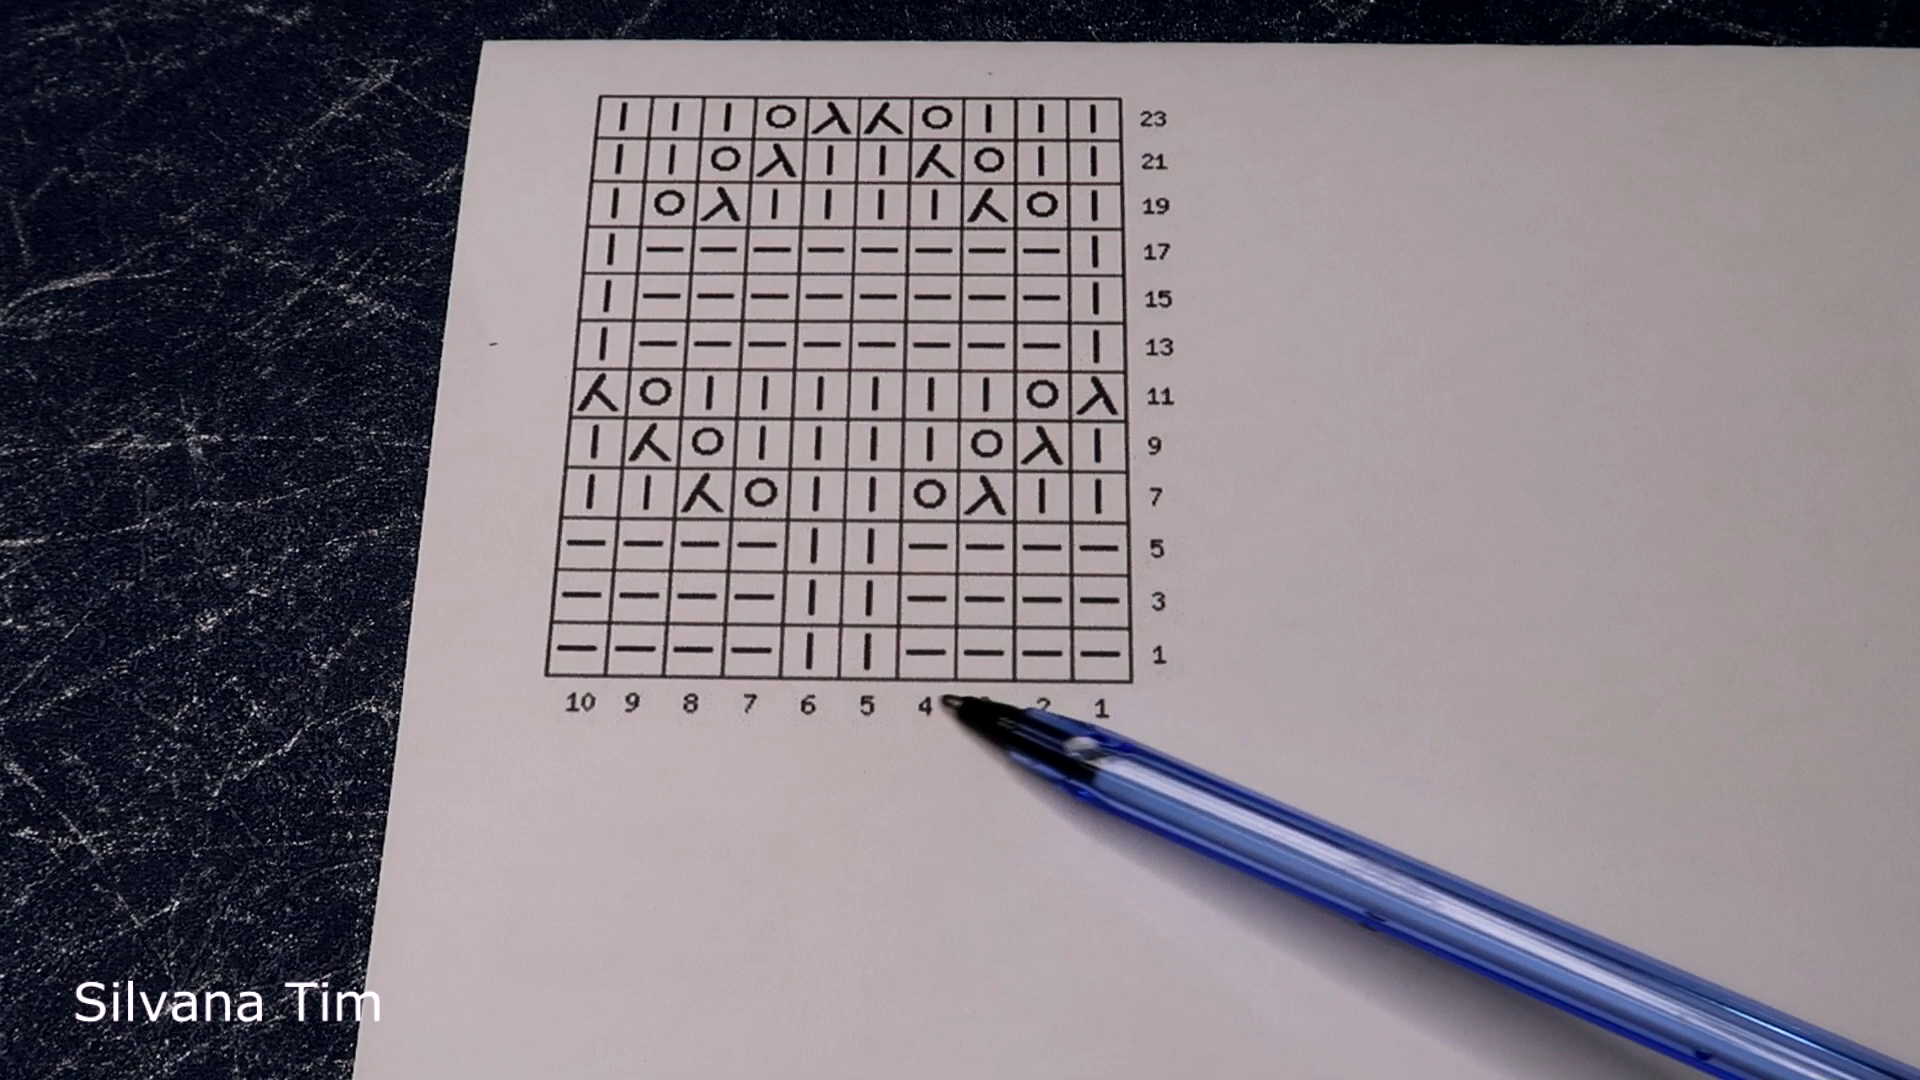 | | | O λ ⅄ O | | | 23
| | O λ | | ⅄ O | | 21
| O λ | | | | ⅄ O | 19
| — — — — — — — — | 17
| — — — — — — — — | 15
| — — — — — — — — | 13
⅄ O | | | | | | O λ 11
| ⅄ O | | | | O λ | 9
| | ⅄ O | | O λ | | 7
— — — — | | — — — — 5
— — — — | | — — — — 3
— — — — | | — — — — 1
10 9 8 7 6 5 4 2 1
Silvana Tim